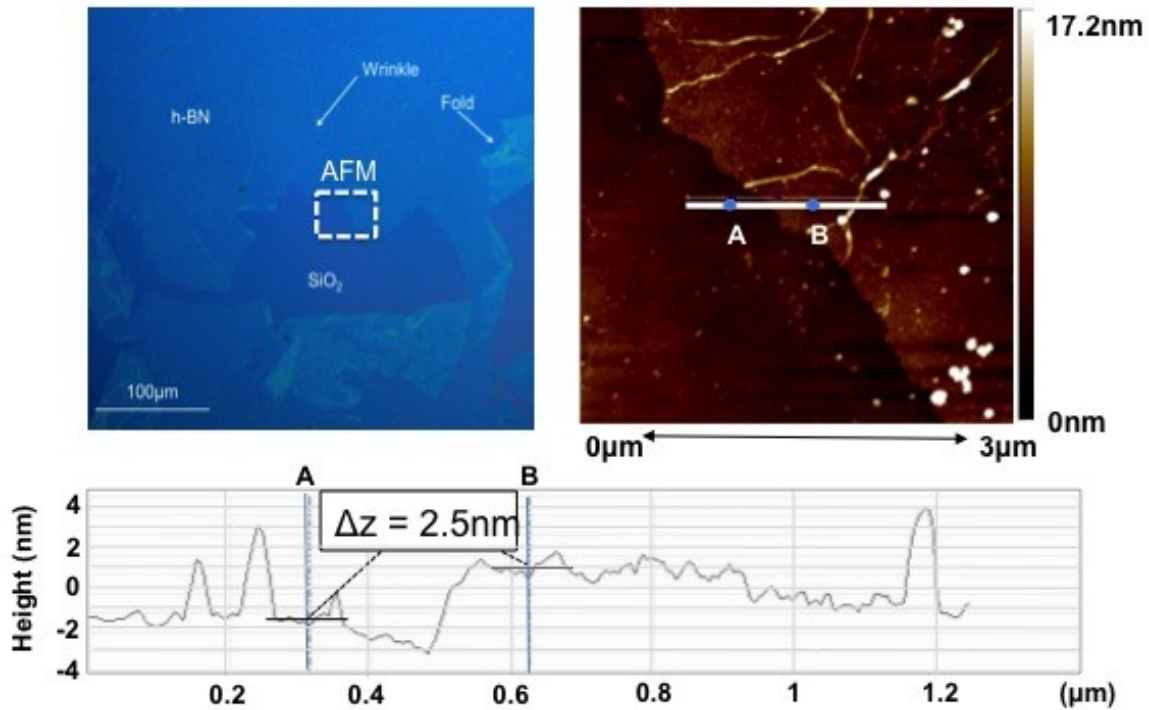 Wrinkle
Fold
h-BN
AFM
SiO₂
100µm
17.2nm
A B
0nm
0µm 3µm
A B
Δz = 2.5nm
Height (nm)
4
2
0
-2
-4
0.2 0.4 0.6 0.8 1 1.2 (µm)